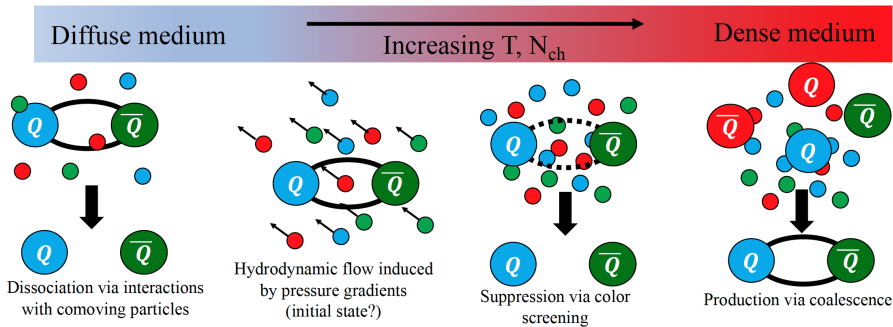 Diffuse medium
Increasing T, N_ch
Dense medium
Q Q̅
Q Q̅
Q Q̅
Q
Q̅
Q̅
Q
Q Q̅
Dissociation via interactions
with comoving particles
Hydrodynamic flow induced
by pressure gradients
(initial state?)
Q Q̅
Suppression via color
screening
Q Q̅
Production via coalescence